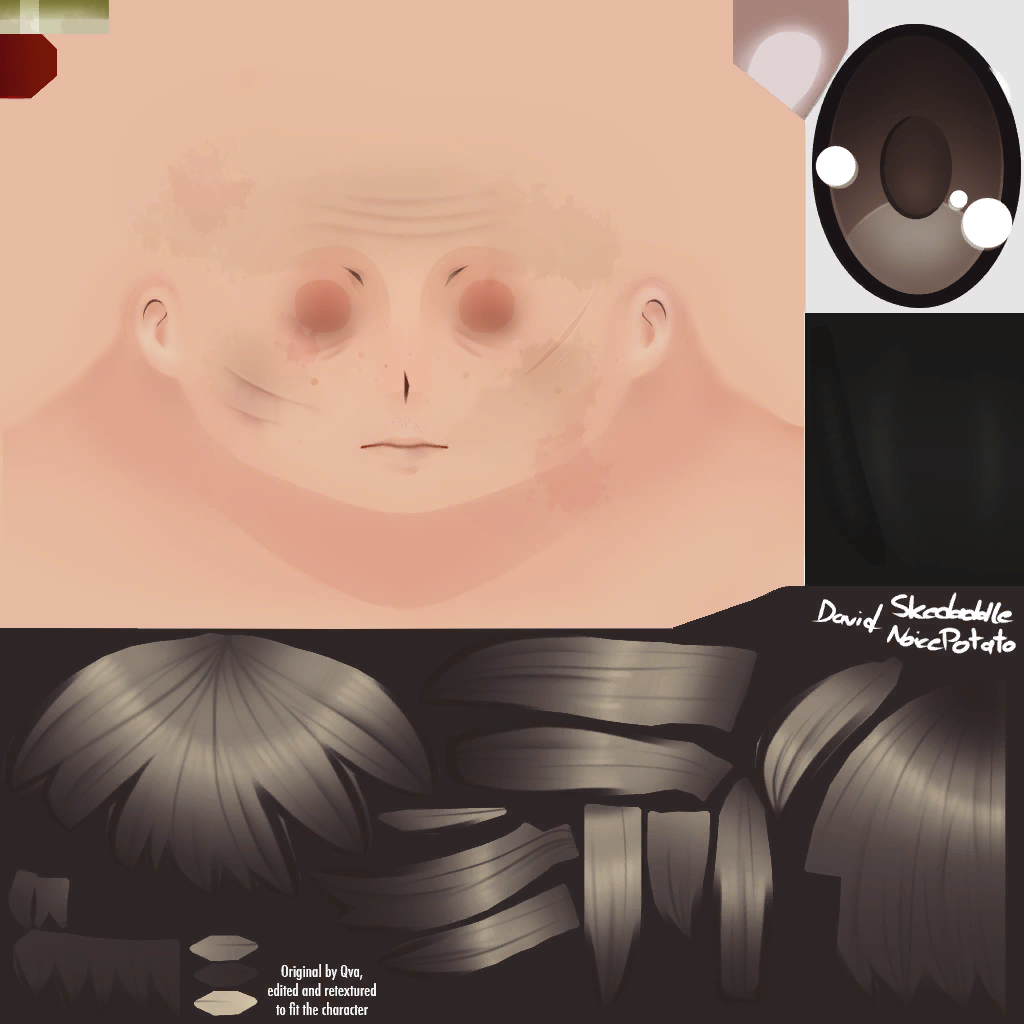 David Skedaddle
NoicePotato
Original by Qva,
edited and retextured
to fit the character